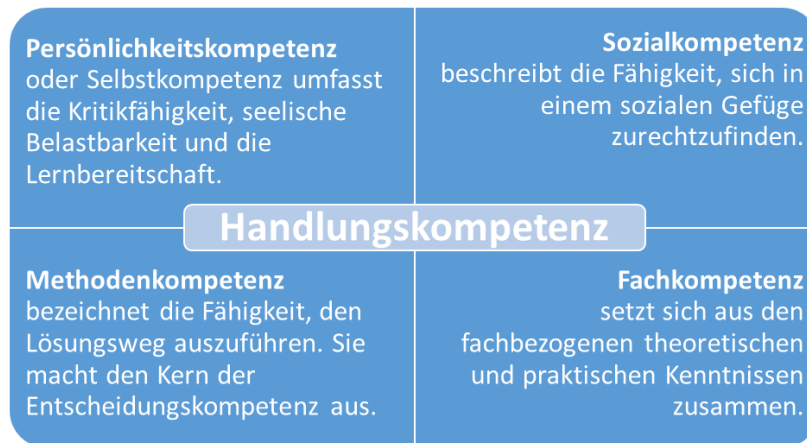 Persönlichkeitskompetenz
oder Selbstkompetenz umfasst
die Kritikfähigkeit, seelische
Belastbarkeit und die
Lernbereitschaft.
Sozialkompetenz
beschreibt die Fähigkeit, sich in
einem sozialen Gefüge
zurechtzufinden.
Handlungskompetenz
Methodenkompetenz
bezeichnet die Fähigkeit, den
Lösungsweg auszuführen. Sie
macht den Kern der
Entscheidungskompetenz aus.
Fachkompetenz
setzt sich aus den
fachbezogenen theoretischen
und praktischen Kenntnissen
zusammen.